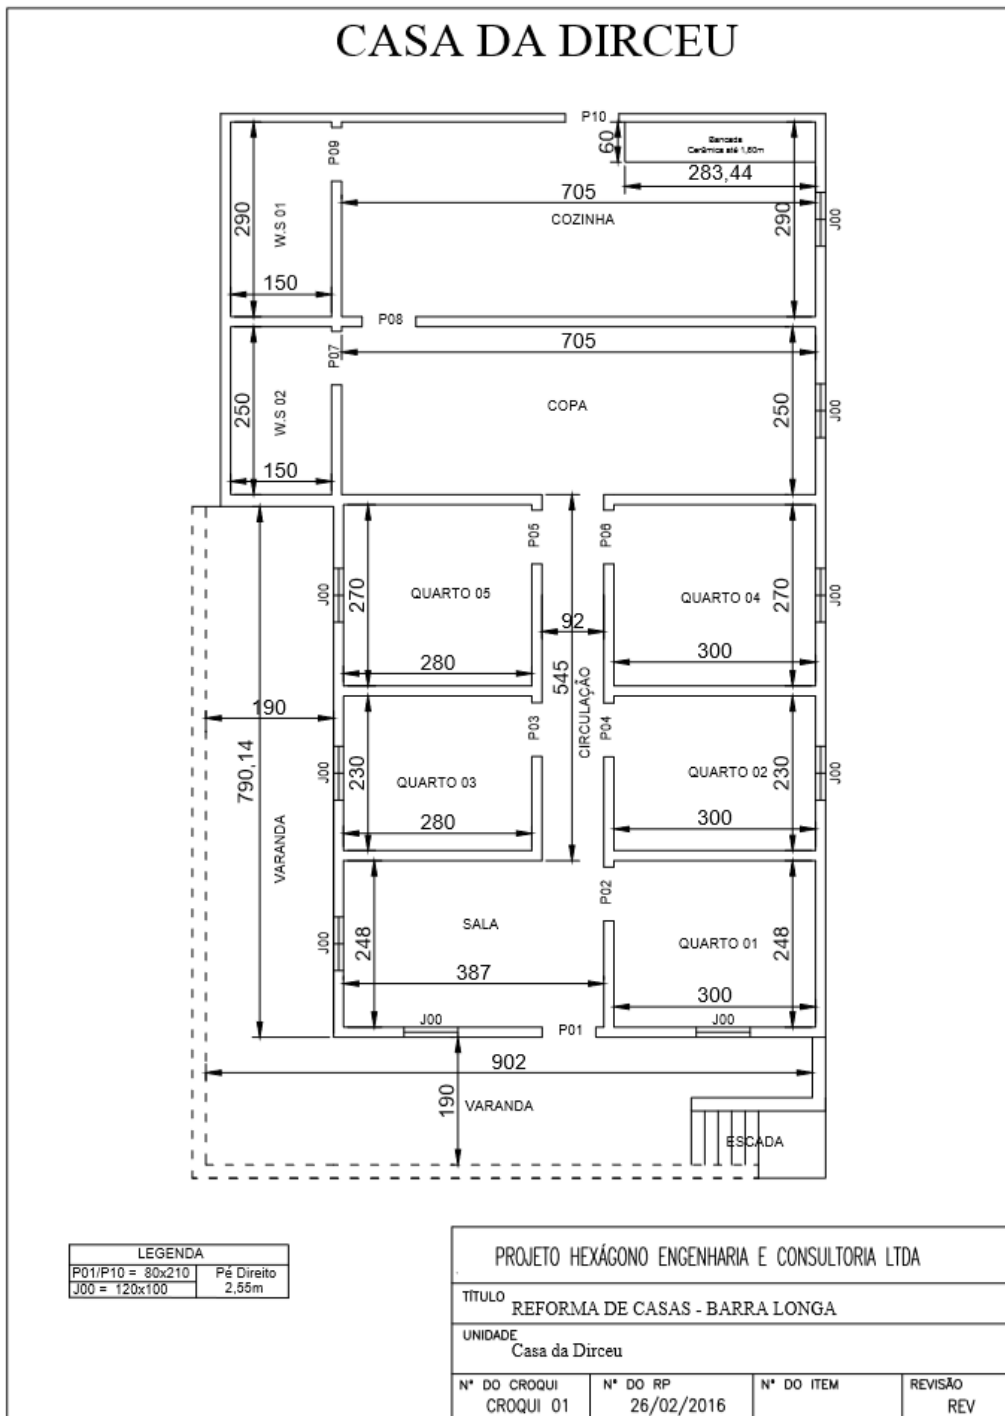 CASA DA DIRCEU
P10
Bancada
Cerâmica até 1,80m
60
283,44
P09
705
COZINHA
290
W.S 01
290
J00
150
P08
P07
705
COPA
250
W.S 02
250
J00
150
P05
P06
J00
270
QUARTO 05
QUARTO 04
270
J00
92
280
300
545
CIRCULAÇÃO
190
P03
P04
790,14
J00
230
QUARTO 03
QUARTO 02
230
J00
280
300
VARANDA
P02
SALA
J00
248
QUARTO 01
248
387
300
J00
P01
J00
902
190
VARANDA
ESCADA
LEGENDA
P01/P10 = 80x210
Pé Direito
J00 = 120x100
2,55m
PROJETO HEXÁGONO ENGENHARIA E CONSULTORIA LTDA
TÍTULO
REFORMA DE CASAS - BARRA LONGA
UNIDADE
Casa da Dirceu
N° DO CROQUI
N° DO RP
N° DO ITEM
REVISÃO
CROQUI 01
26/02/2016
REV